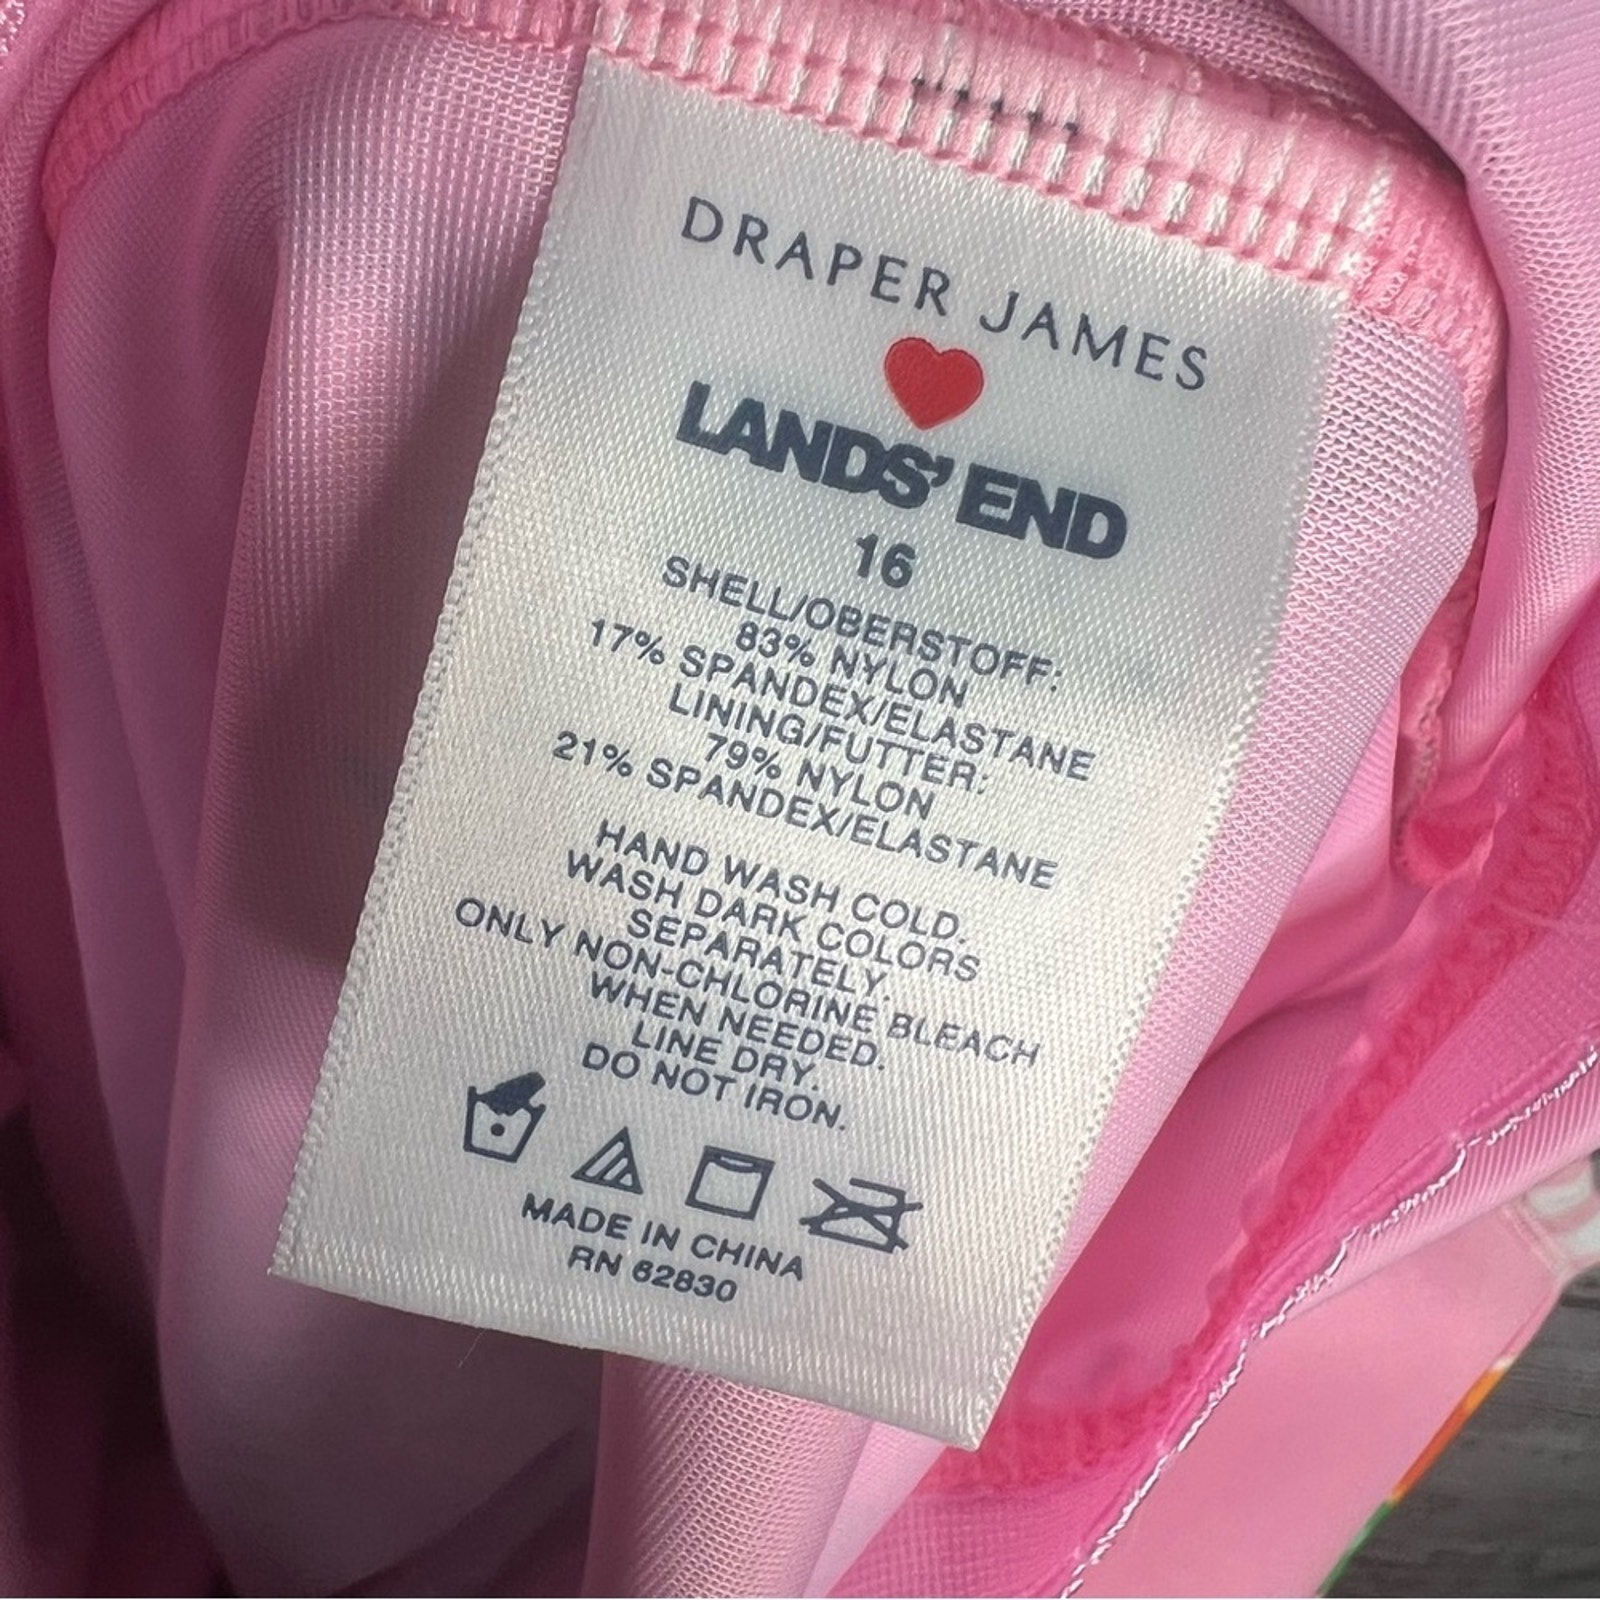 DRAPER JAMES
LANDS' END
16
SHELL/OBERSTOFF:
83% NYLON
17% SPANDEX/ELASTANE
LINING/FUTTER:
79% NYLON
21% SPANDEX/ELASTANE
HAND WASH COLD.
WASH DARK COLORS
SEPARATELY.
ONLY NON-CHLORINE BLEACH
WHEN NEEDED.
LINE DRY.
DO NOT IRON.
MADE IN CHINA
RN 62830